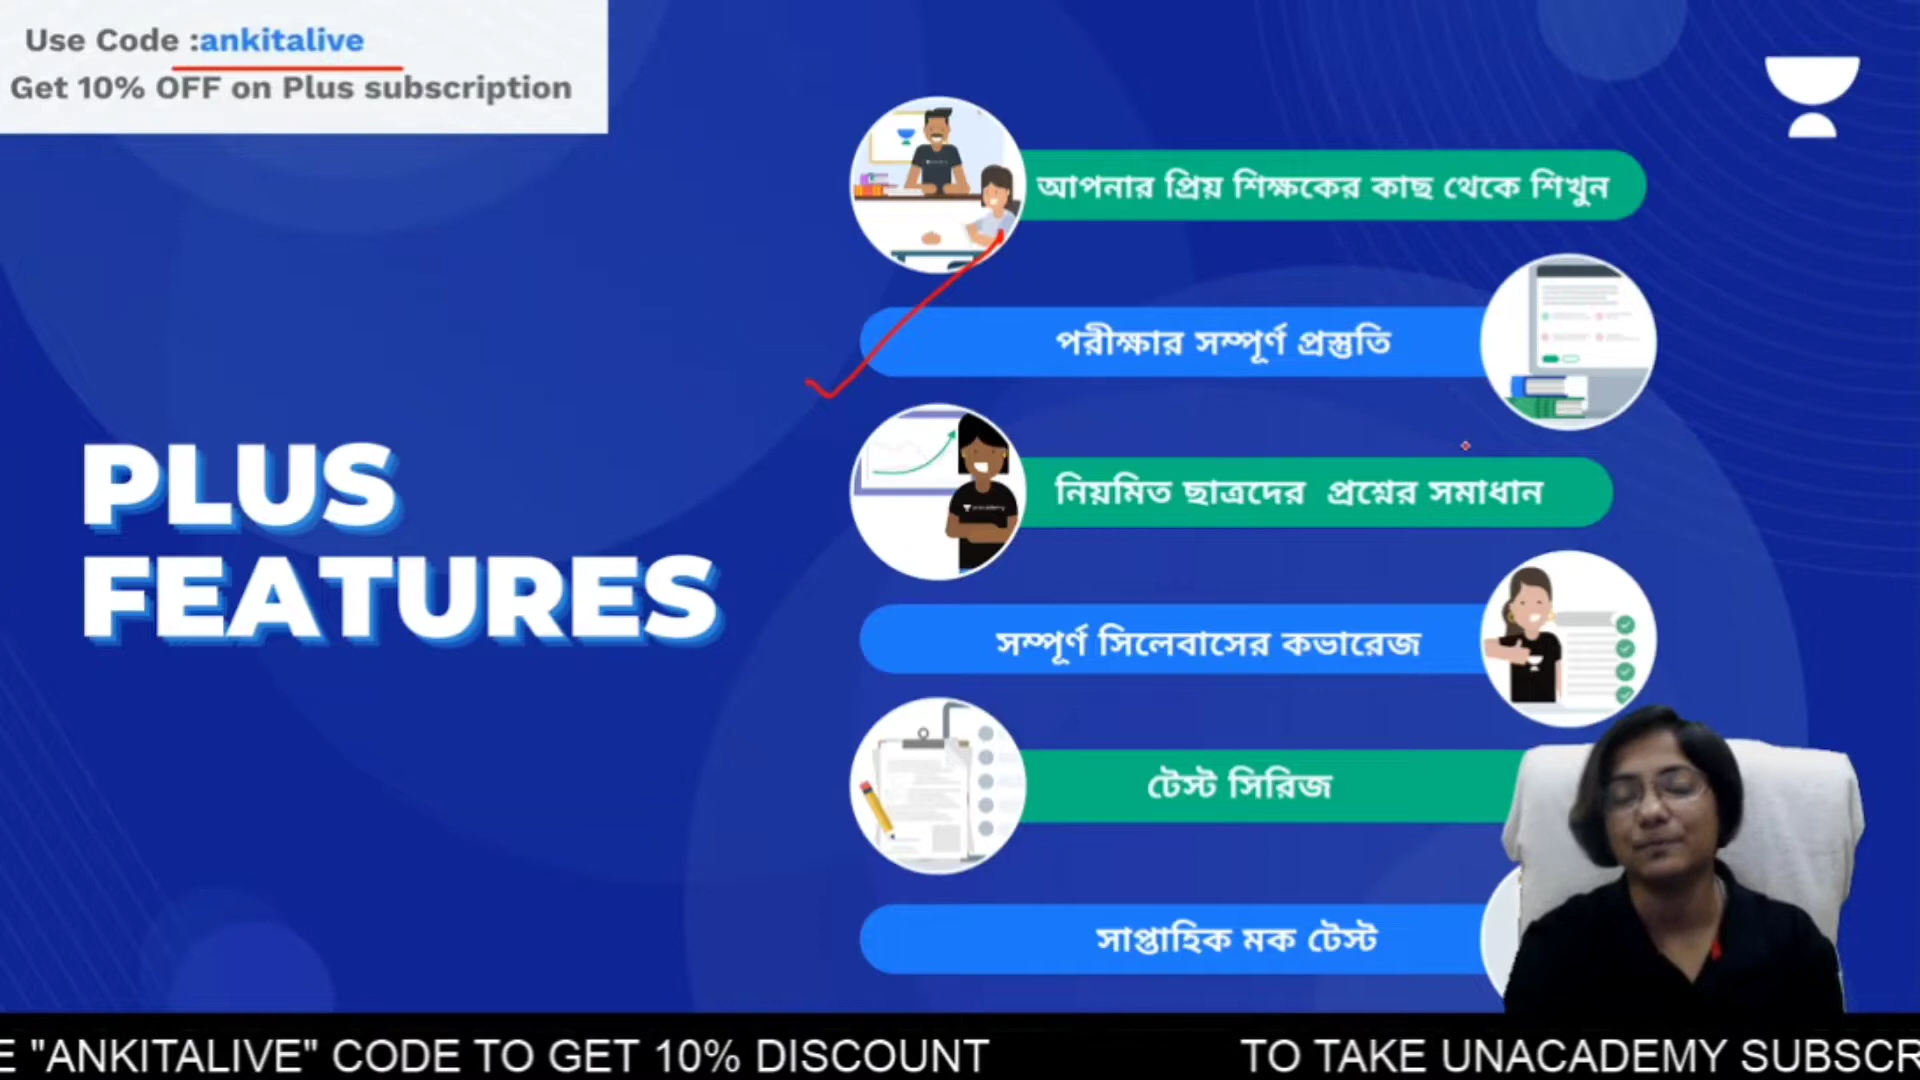 Use Code :ankitalive
Get 10% OFF on Plus subscription
আপনার প্রিয় শিক্ষকের কাছ থেকে শিখুন
পরীক্ষার সম্পূর্ণ প্রস্তুতি
PLUS
FEATURES
নিয়মিত ছাত্রদের প্রশ্নের সমাধান
সম্পূর্ণ সিলেবাসের কভারেজ
টেস্ট সিরিজ
সাপ্তাহিক মক টেস্ট
E "ANKITALIVE" CODE TO GET 10% DISCOUNT TO TAKE UNACADEMY SUBSCR